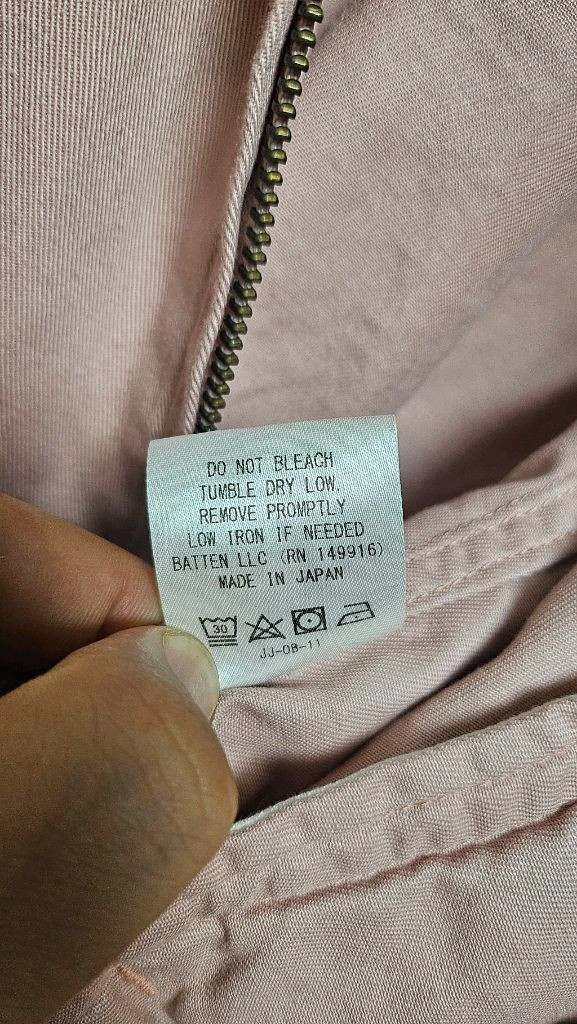 DO NOT BLEACH
TUMBLE DRY LOW.
REMOVE PROMPTLY
LOW IRON IF NEEDED
BATTEN LLC (RN 149916)
MADE IN JAPAN
30
JJ-08-11